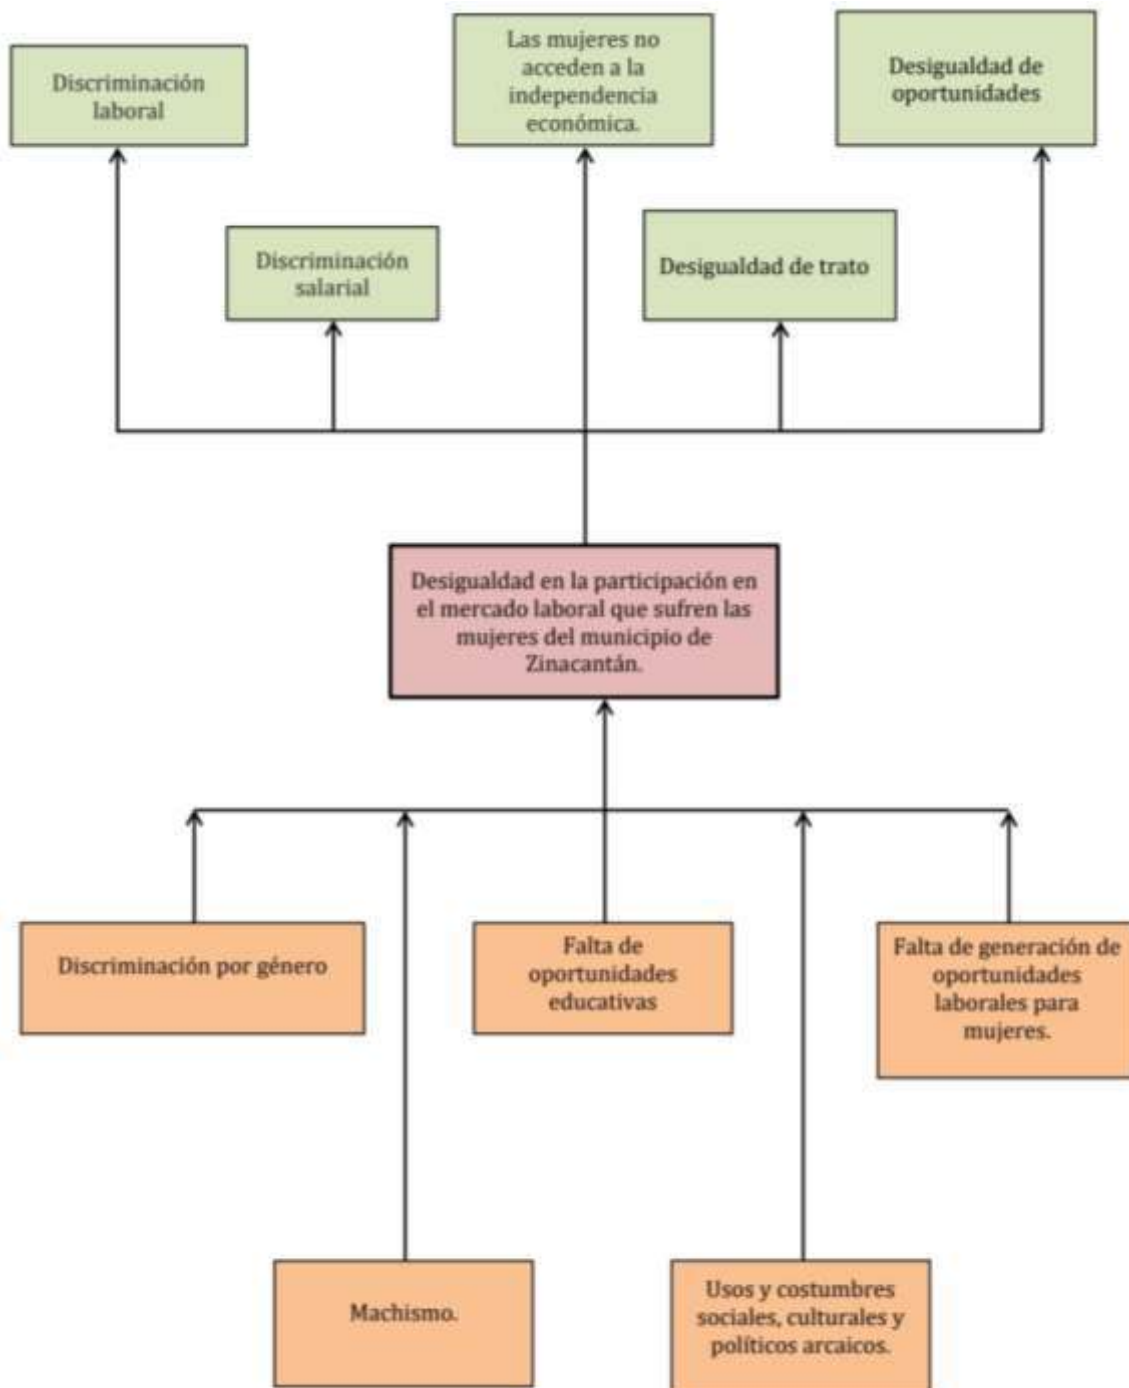 Discriminación
laboral
Las mujeres no
acceden a la
independencia
económica.
Desigualdad de
oportunidades
Discriminación
salarial
Desigualdad de trato
Desigualdad en la participación en
el mercado laboral que sufren las
mujeres del municipio de
Zinacantán.
Discriminación por género
Falta de
oportunidades
educativas
Falta de generación de
oportunidades
laborales para
mujeres.
Machismo.
Usos y costumbres
sociales, culturales y
políticos arcaicos.